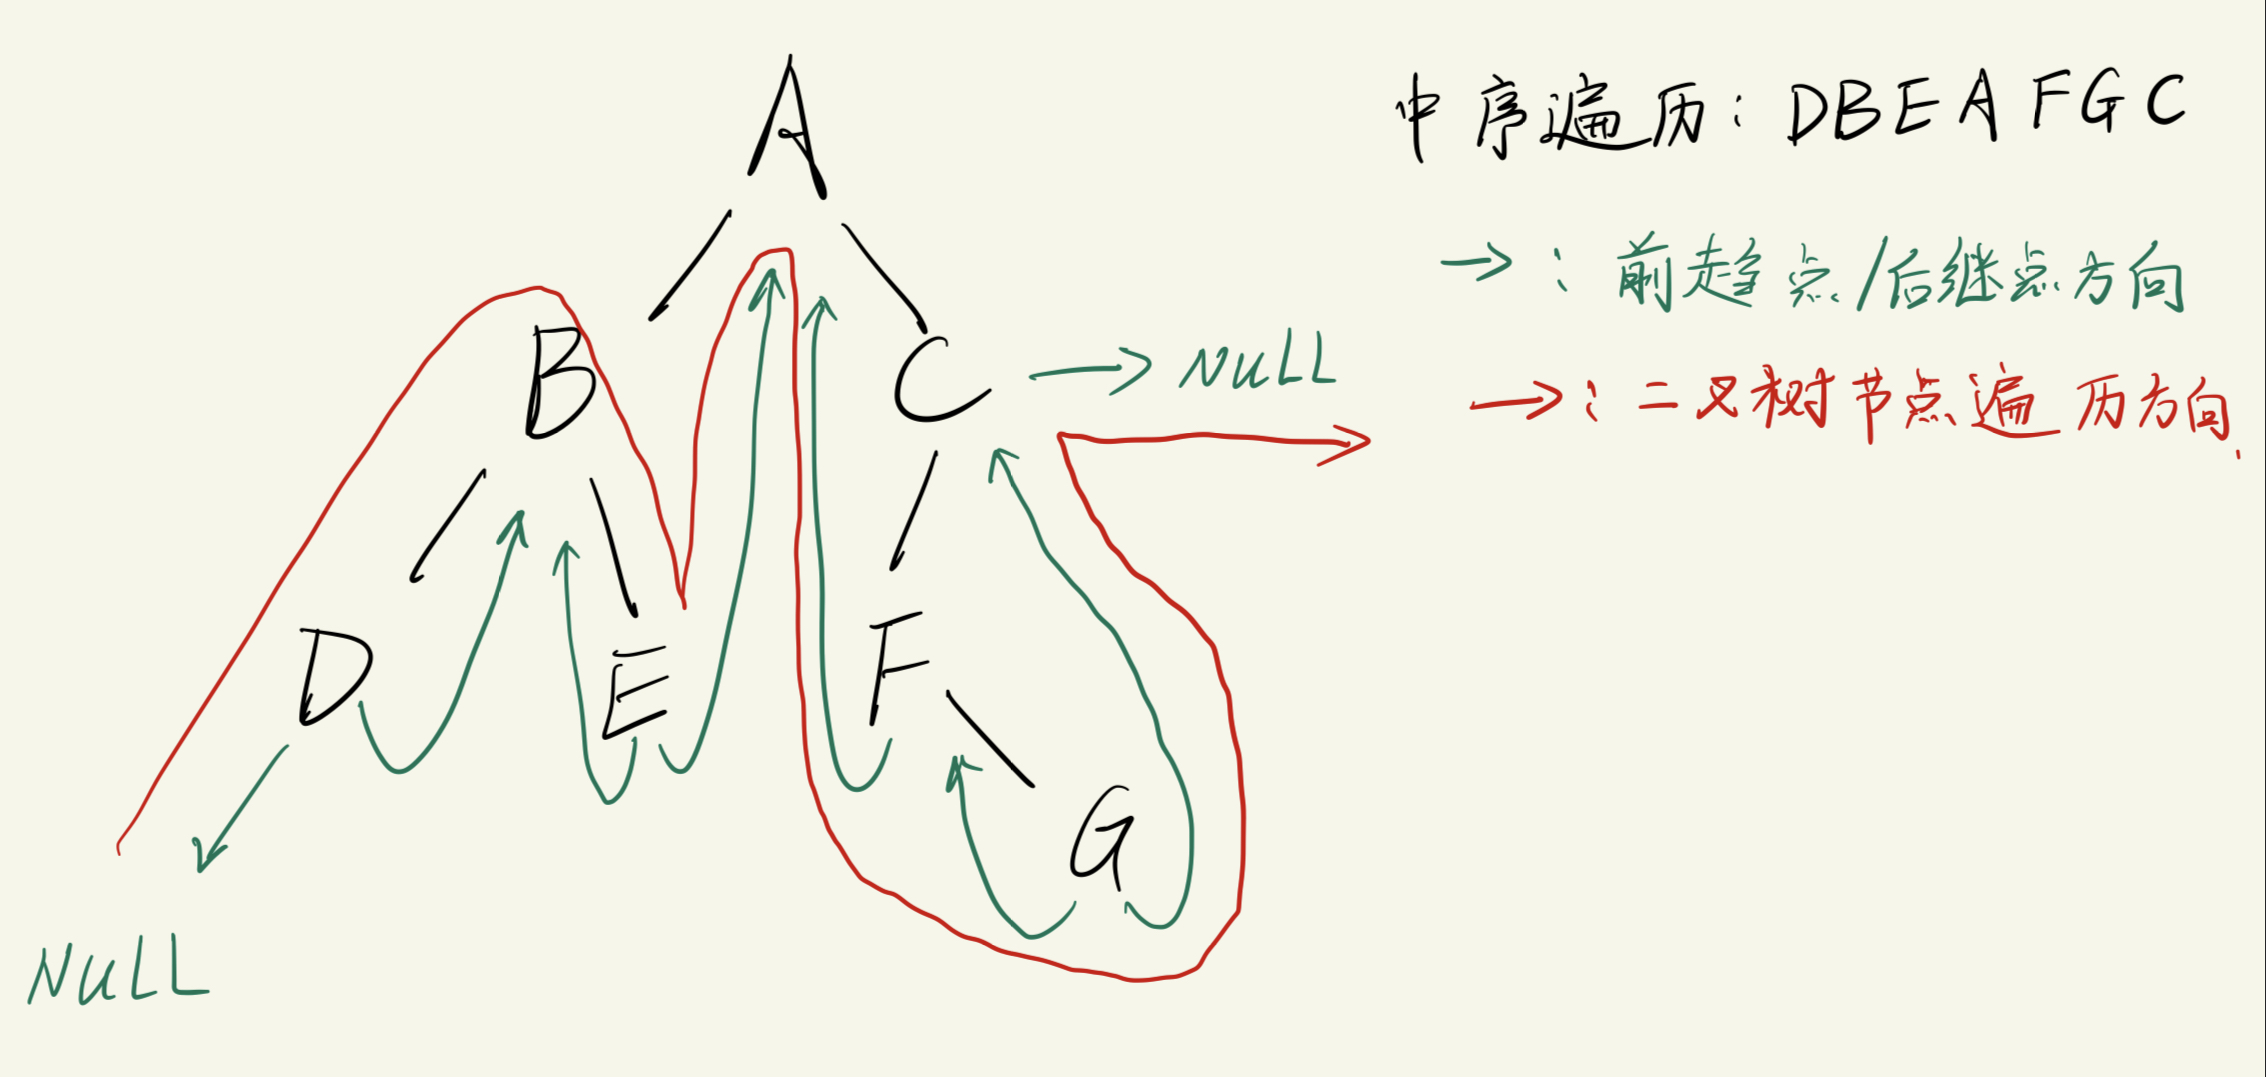 中序遍历：DBEAFGC
→：前趋点/后继点方向
→：二叉树节点遍历方向.
A
B
C → NULL
D
E
F
G
NULL